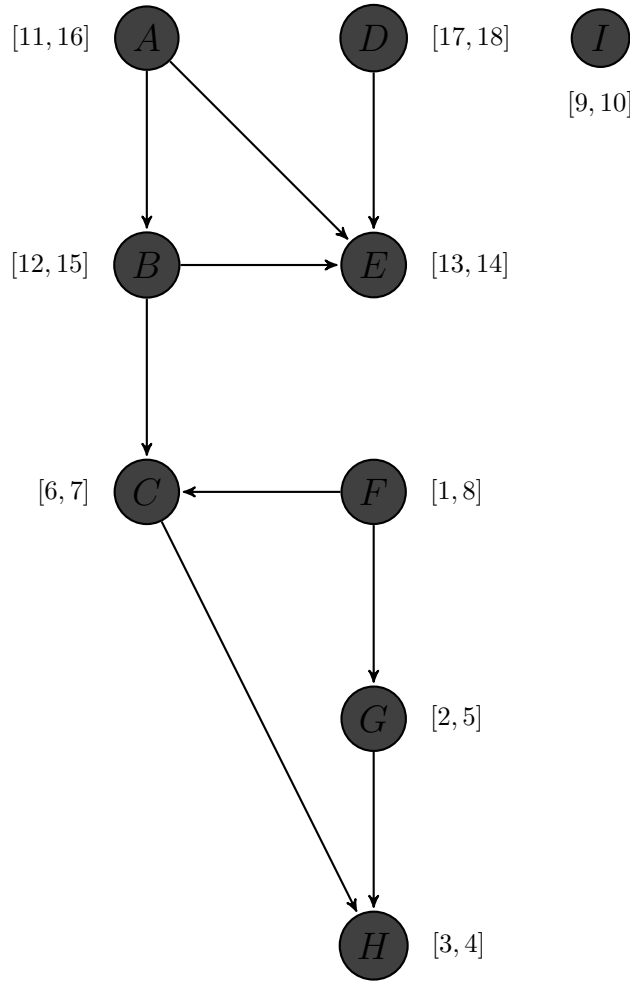 [11, 16] A D [17, 18] I
[9, 10]
[12, 15] B E [13, 14]
[6, 7] C F [1, 8]
G [2, 5]
H [3, 4]